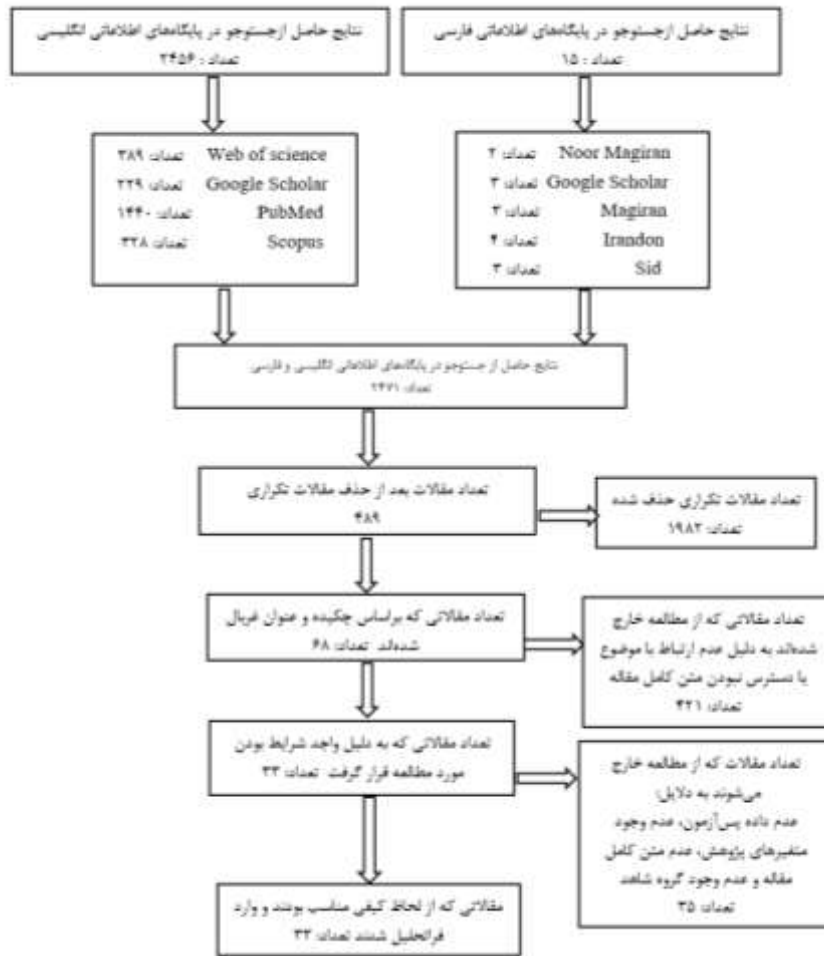 نتایج حاصل ازجستوجو در پایگاه‌های اطلاعاتی فارسی
تعداد: ۱۵
نتایج حاصل ازجستوجو در پایگاه‌های اطلاعاتی انگلیسی
تعداد: ۲۴۵۶
Noor Magiran تعداد: ۲
Google Scholar تعداد: ۳
Magiran تعداد: ۳
Irandon تعداد: ۴
Sid تعداد: ۳
Web of science تعداد: ۳۸۹
Google Scholar تعداد: ۲۲۹
PubMed تعداد: ۱۴۴۰
Scopus تعداد: ۳۲۸
نتایج حاصل از جستوجو در پایگاه‌های اطلاعاتی انگلیسی و فارسی
تعداد: ۲۴۷۱
تعداد مقالات بعد از حذف مقالات تکراری
۴۸۹
تعداد مقالات تکراری حذف شده
تعداد: ۱۹۸۲
تعداد مقالاتی که براساس چکیده و عنوان غربال
شده‌اند تعداد: ۶۸
تعداد مقالاتی که از مطالعه خارج
شده‌اند به دلیل عدم ارتباط با موضوع
یا دسترس نبودن متن کامل مقاله
تعداد: ۴۲۱
تعداد مقالاتی که به دلیل واجد شرایط بودن
مورد مطالعه قرار گرفت تعداد: ۳۳
تعداد مقالات که از مطالعه خارج
می‌شوند به دلایل:
عدم داده پس‌آزمون، عدم وجود
متغیرهای پژوهش، عدم متن کامل
مقاله و عدم وجود گروه شاهد
تعداد: ۳۵
مقالاتی که از لحاظ کیفی مناسب بودند و وارد
فراتحلیل شدند تعداد: ۳۳